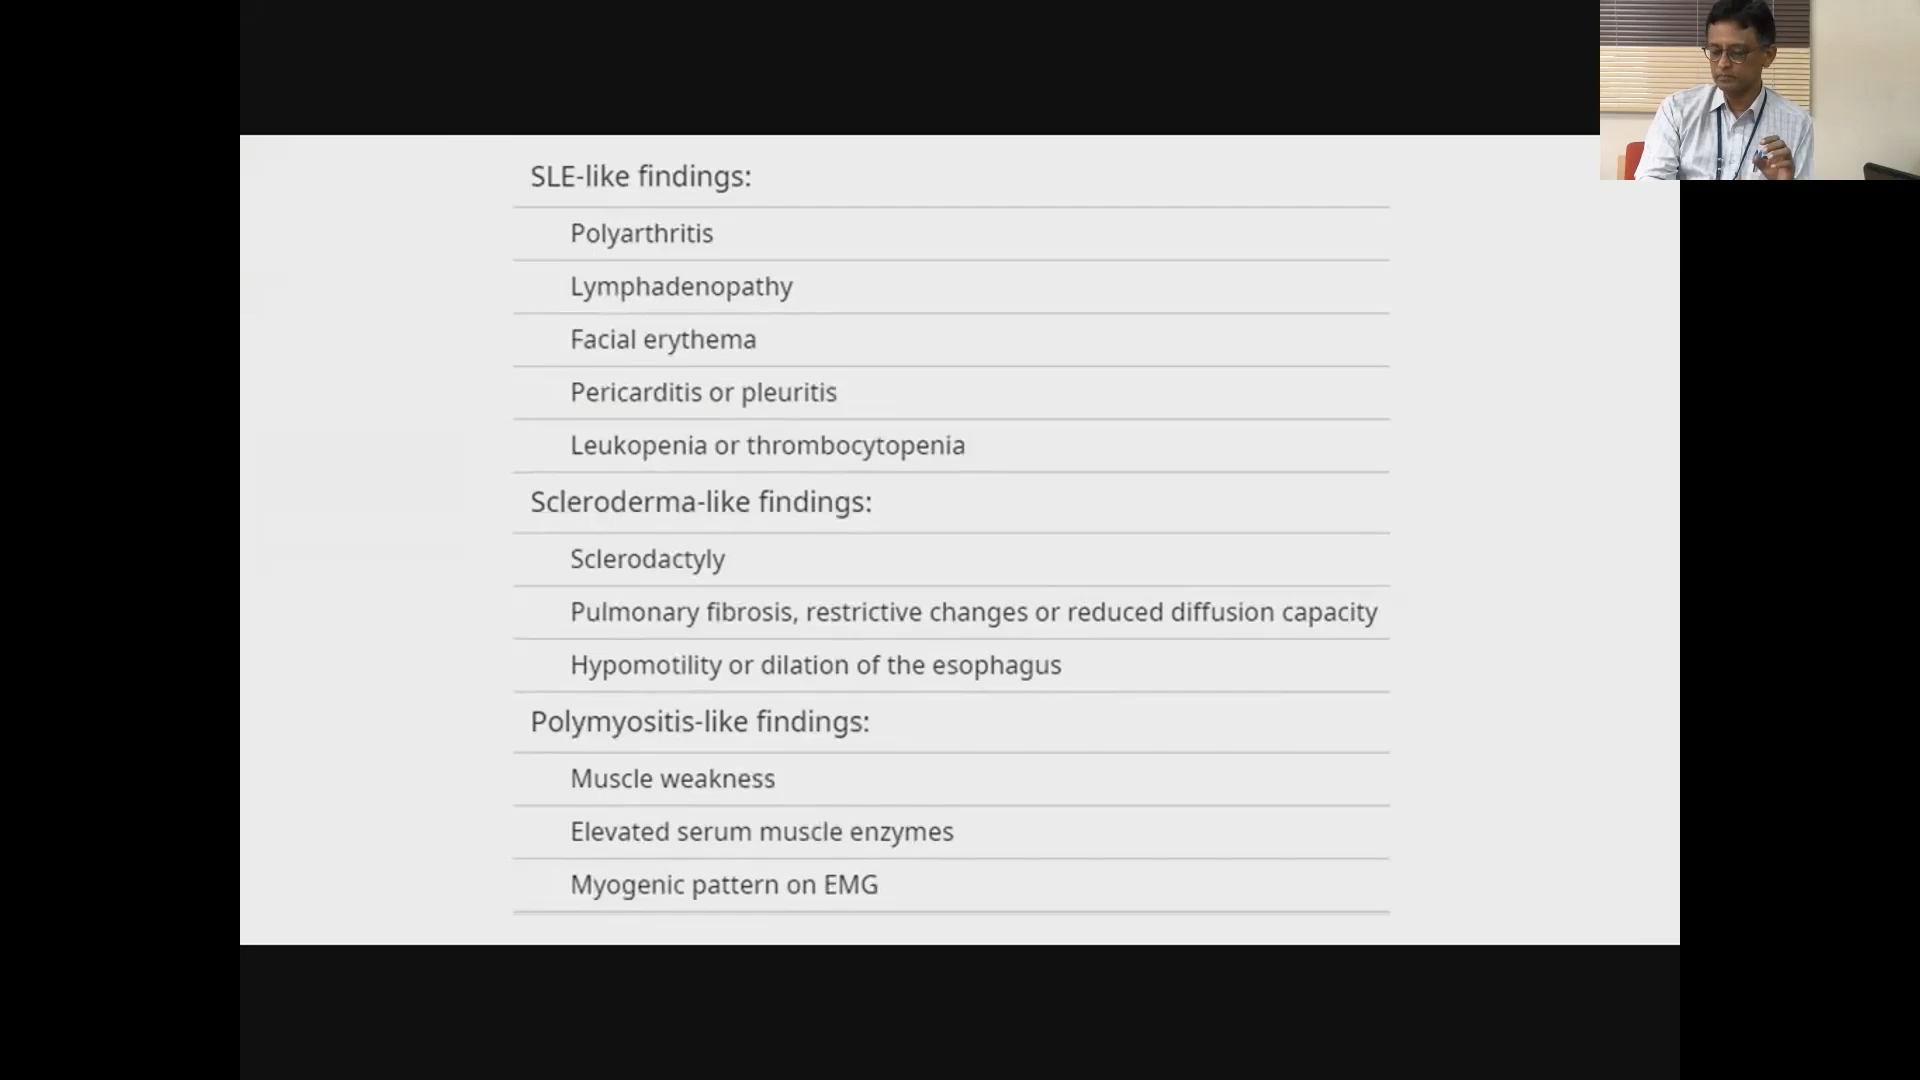 SLE-like findings:
Polyarthritis
Lymphadenopathy
Facial erythema
Pericarditis or pleuritis
Leukopenia or thrombocytopenia
Scleroderma-like findings:
Sclerodactyly
Pulmonary fibrosis, restrictive changes or reduced diffusion capacity
Hypomotility or dilation of the esophagus
Polymyositis-like findings:
Muscle weakness
Elevated serum muscle enzymes
Myogenic pattern on EMG